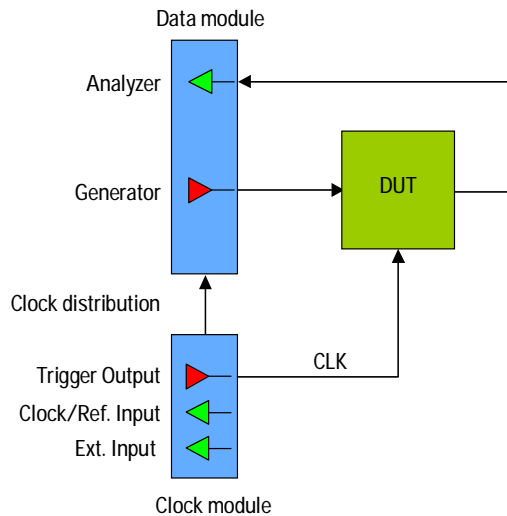 Data module
Analyzer
Generator
DUT
Clock distribution
CLK
Trigger Output
Clock/Ref. Input
Ext. Input
Clock module